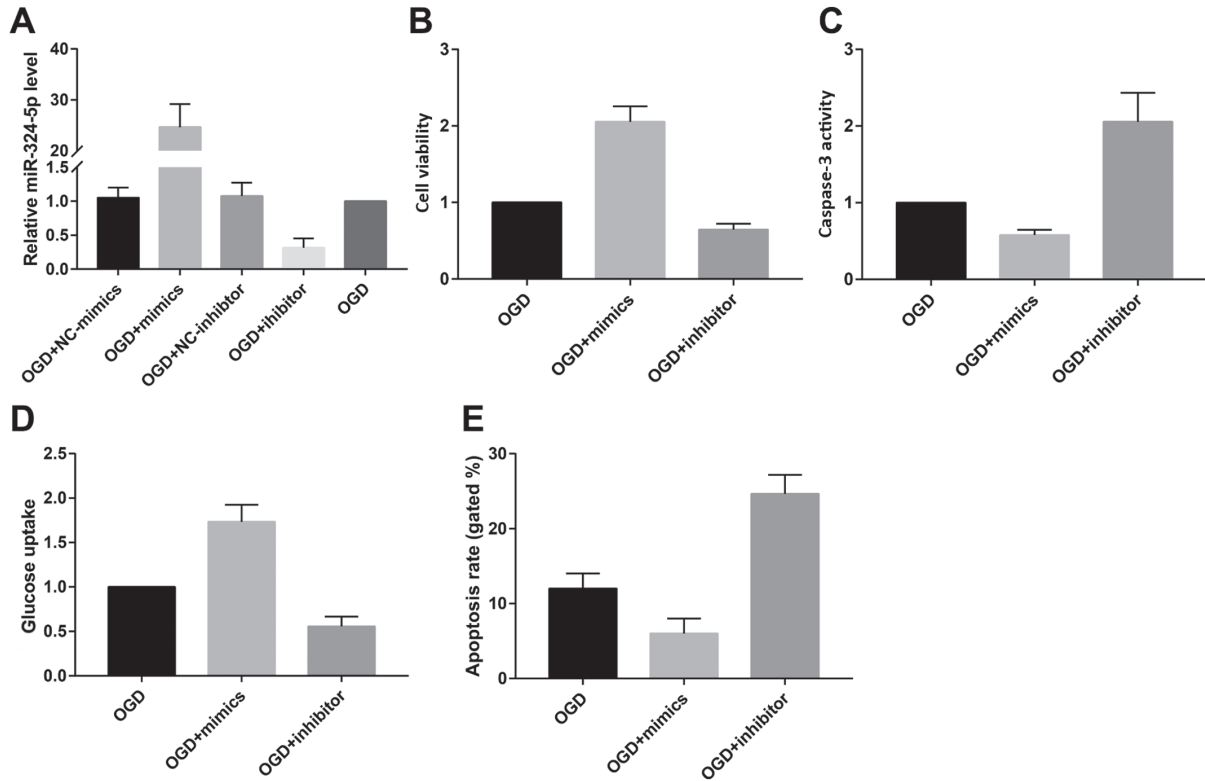 A
Relative miR-324-5p level
40
30
20
1.5
1.0
0.5
0.0
OGD+NC-mimics
OGD+mimics
OGD+NC-inhibtor
OGD+ihibitor
OGD
B
Cell viability
3
2
1
0
OGD
OGD+mimics
OGD+inhibitor
C
Caspase-3 activity
3
2
1
0
OGD
OGD+mimics
OGD+inhibitor
D
Glucose uptake
2.5
2.0
1.5
1.0
0.5
0.0
OGD
OGD+mimics
OGD+inhibitor
E
Apoptosis rate (gated %)
30
20
10
0
OGD
OGD+mimics
OGD+inhibitor